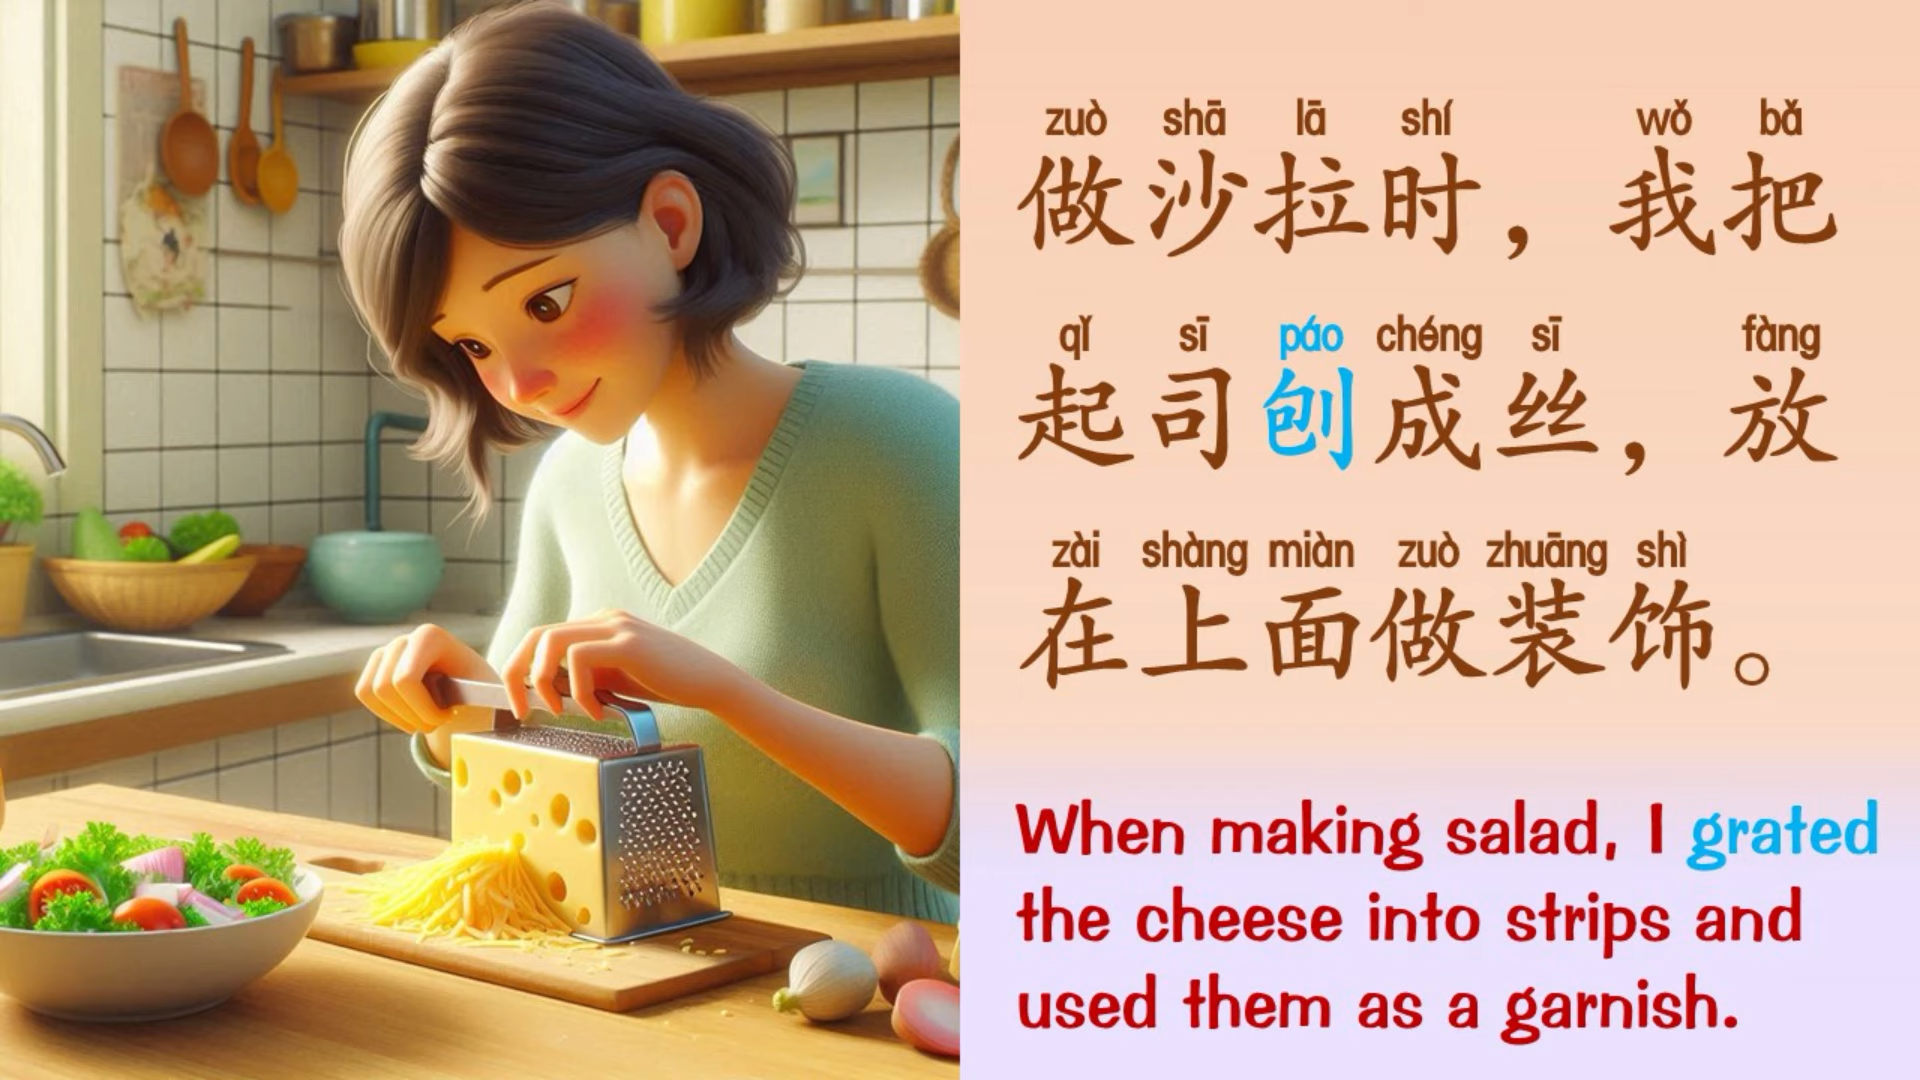 zuò shā lā shí wǒ bǎ
做沙拉时，我把
qǐ sī páo chéng sī fàng
起司刨成丝，放
zài shàng miàn zuò zhuāng shì
在上面做装饰。
When making salad, I grated
the cheese into strips and
used them as a garnish.